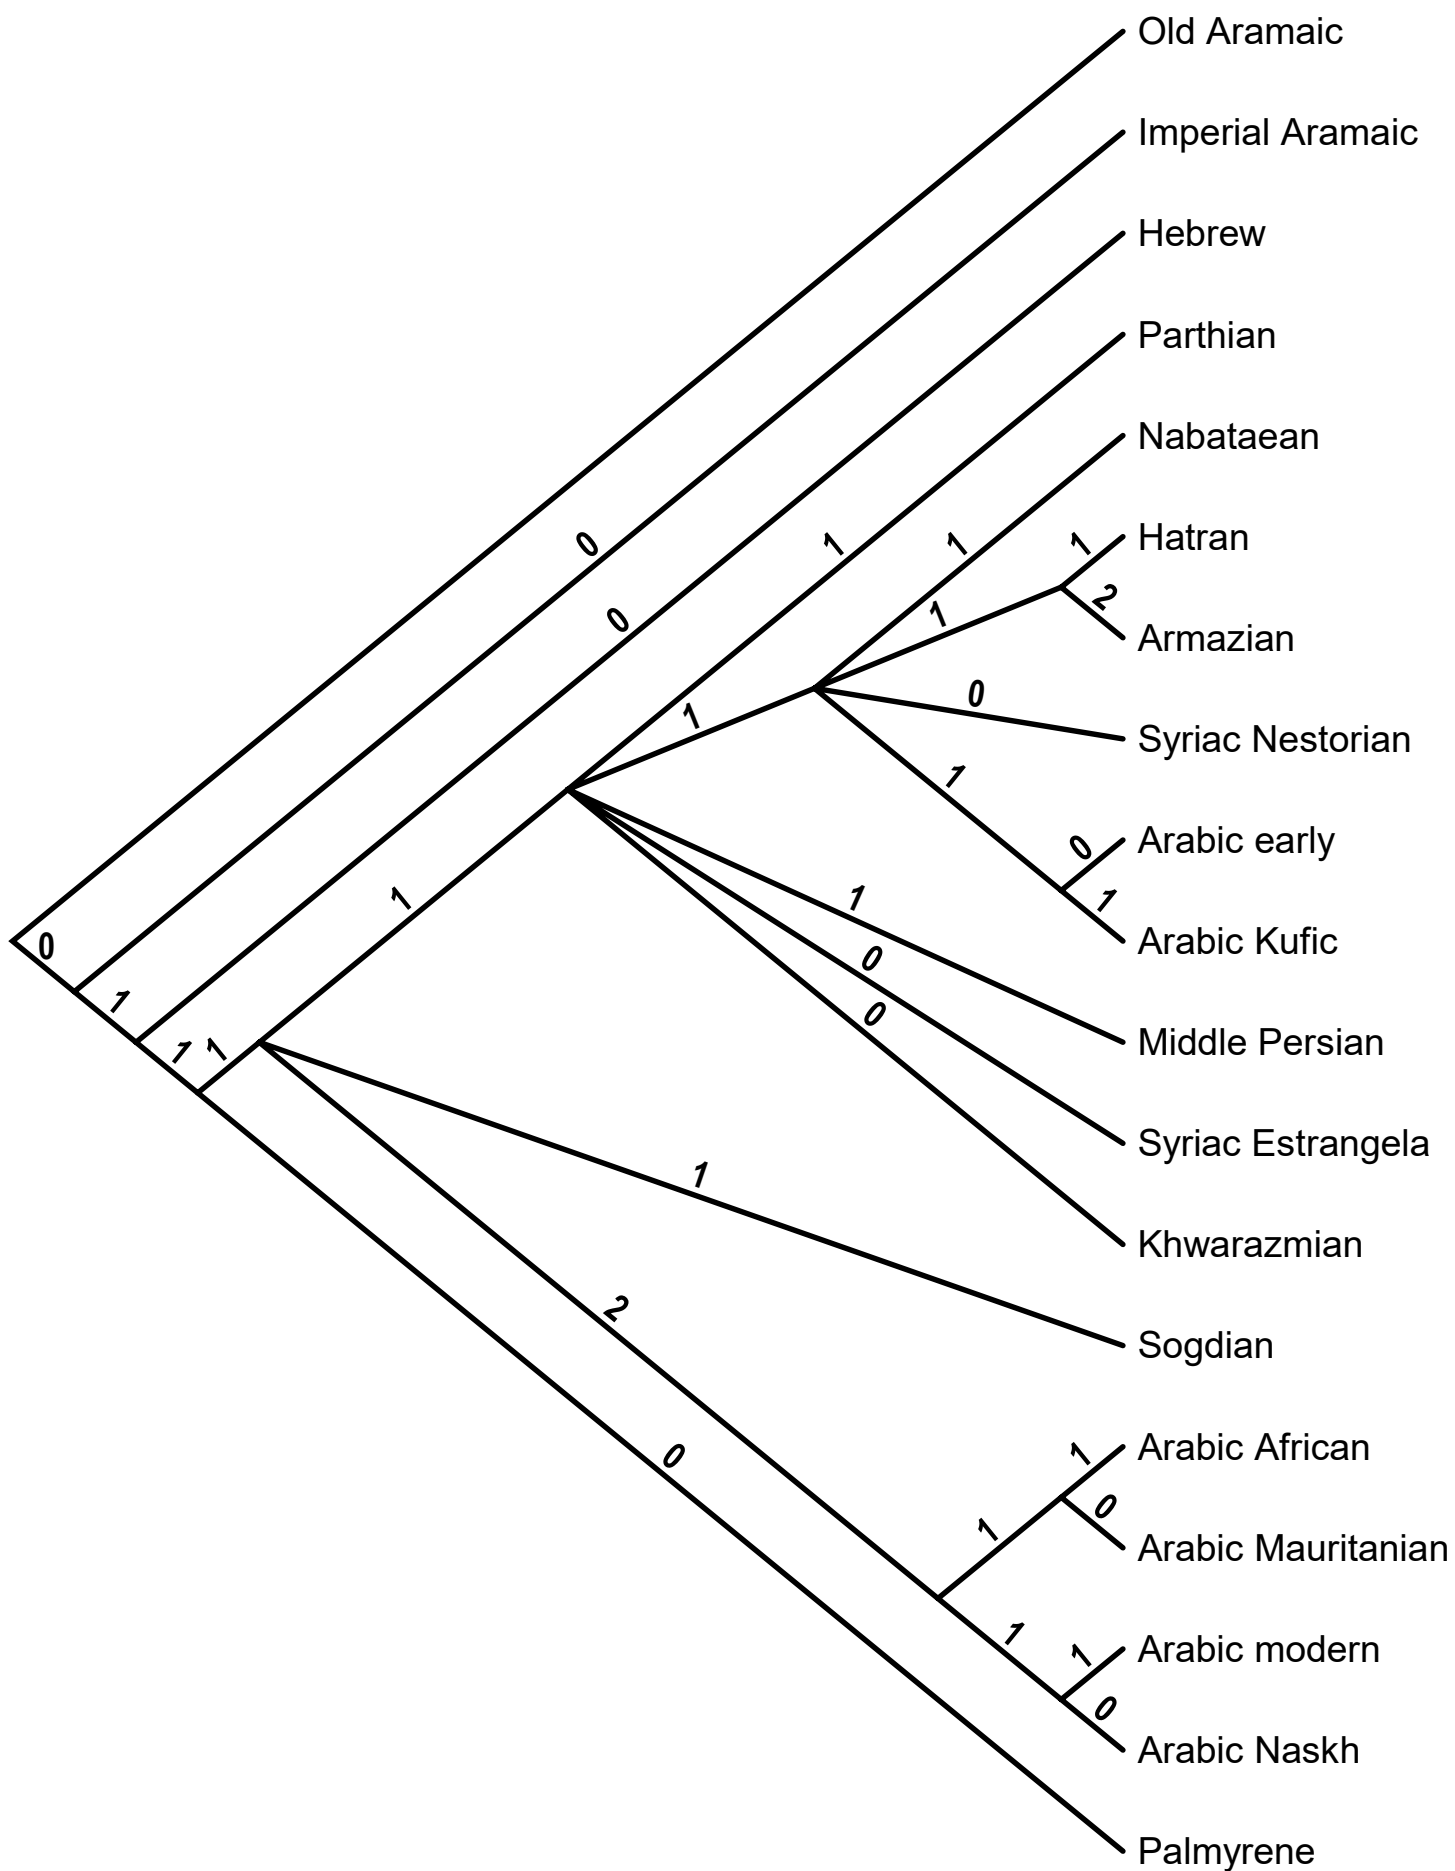 Old Aramaic
Imperial Aramaic
Hebrew
Parthian
Nabataean
0
1
1
1
Hatran
2
1
Armazian
0
0
1
Syriac Nestorian
1
0
Arabic early
1
1
1
Arabic Kufic
0
0
0
1
Middle Persian
1
1
Syriac Estrangela
1
Khwarazmian
2
Sogdian
0
1
Arabic African
0
1
Arabic Mauritanian
1
1
Arabic modern
0
Arabic Naskh
Palmyrene